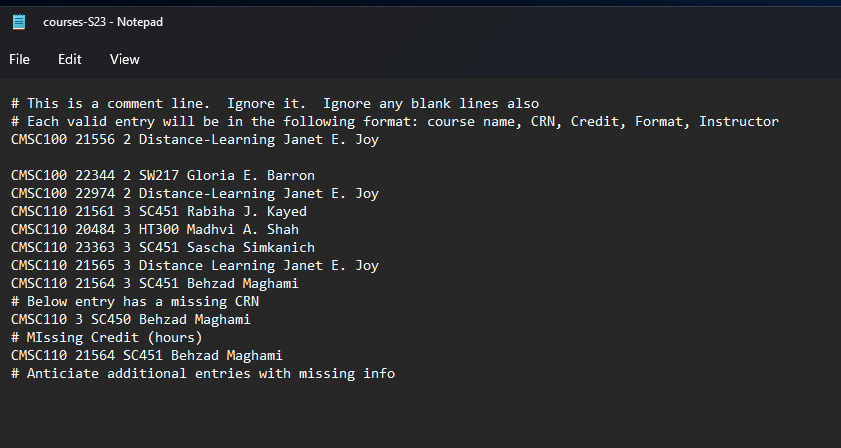 courses-S23 - Notepad
File Edit View
# This is a comment line.  Ignore it.  Ignore any blank lines also
# Each valid entry will be in the following format: course name, CRN, Credit, Format, Instructor
CMSC100 21556 2 Distance-Learning Janet E. Joy
CMSC100 22344 2 SW217 Gloria E. Barron
CMSC100 22974 2 Distance-Learning Janet E. Joy
CMSC110 21561 3 SC451 Rabiha J. Kayed
CMSC110 20484 3 HT300 Madhvi A. Shah
CMSC110 23363 3 SC451 Sascha Simkanich
CMSC110 21565 3 Distance Learning Janet E. Joy
CMSC110 21564 3 SC451 Behzad Maghami
# Below entry has a missing CRN
CMSC110 3 SC450 Behzad Maghami
# MIssing Credit (hours)
CMSC110 21564 SC451 Behzad Maghami
# Anticiate additional entries with missing info